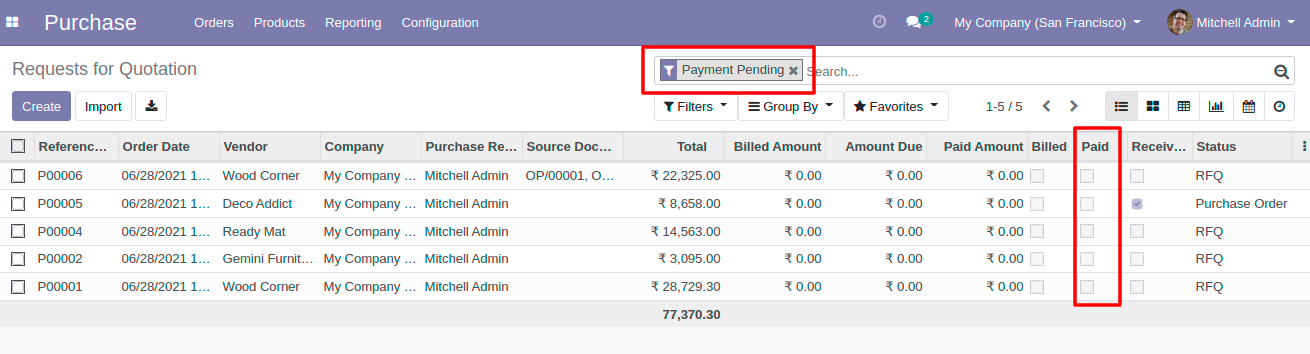 Purchase Orders Products Reporting Configuration 2 My Company (San Francisco) Mitchell Admin
Requests for Quotation Payment Pending Search...
Create Import Filters Group By Favorites 1-5 / 5
Referenc... Order Date Vendor Company Purchase Re... Source Doc... Total Billed Amount Amount Due Paid Amount Billed Paid Receiv... Status
P00006 06/28/2021 1... Wood Corner My Company ... Mitchell Admin OP/00001, O... ₹ 22,325.00 ₹ 0.00 ₹ 0.00 ₹ 0.00 RFQ
P00005 06/28/2021 1... Deco Addict My Company ... Mitchell Admin ₹ 8,658.00 ₹ 0.00 ₹ 0.00 ₹ 0.00 Purchase Order
P00004 06/28/2021 1... Ready Mat My Company ... Mitchell Admin ₹ 14,563.00 ₹ 0.00 ₹ 0.00 ₹ 0.00 RFQ
P00002 06/28/2021 1... Gemini Furnit... My Company ... Mitchell Admin ₹ 3,095.00 ₹ 0.00 ₹ 0.00 ₹ 0.00 RFQ
P00001 06/28/2021 1... Wood Corner My Company ... Mitchell Admin ₹ 28,729.30 ₹ 0.00 ₹ 0.00 ₹ 0.00 RFQ
77,370.30